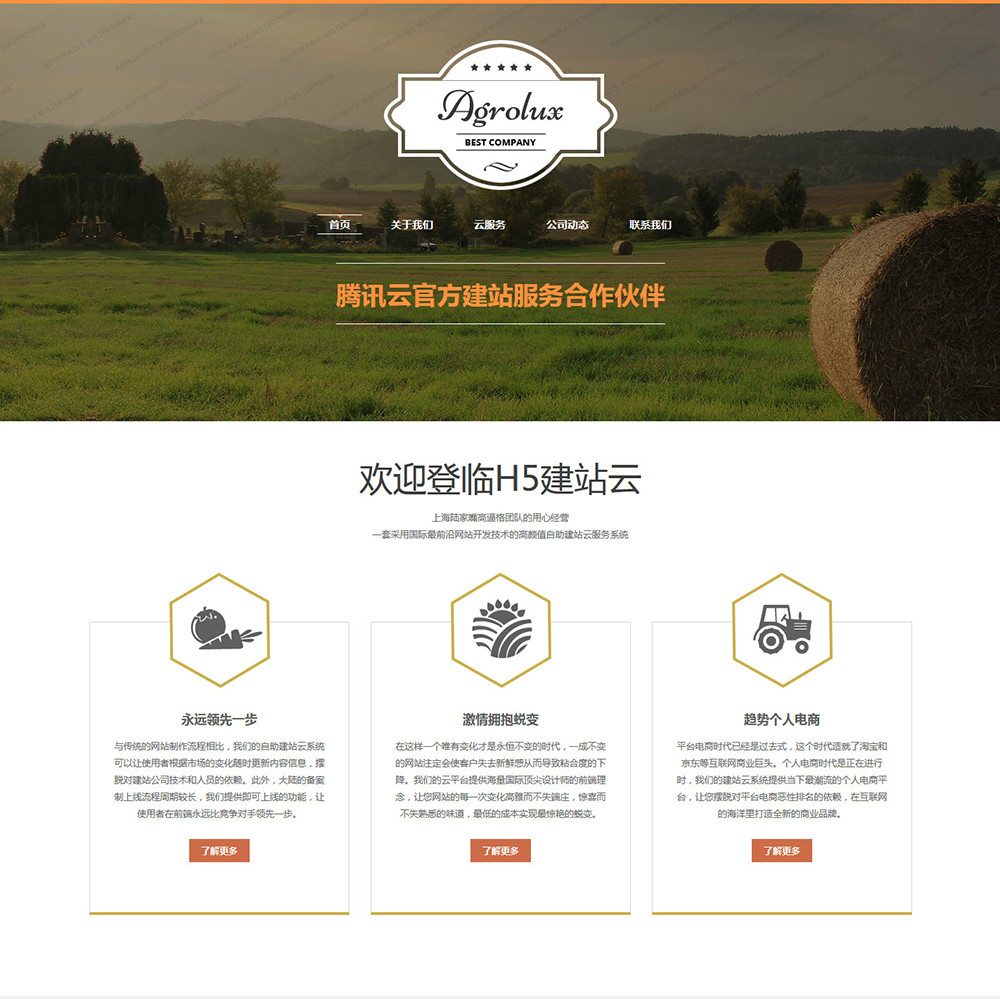 Agrolux
BEST COMPANY
首页 关于我们 云服务 公司动态 联系我们
腾讯云官方建站服务合作伙伴
欢迎登临H5建站云
上海陆家嘴高逼格团队的用心经营
一套采用国际最前沿网站开发技术的高颜值自助建站云服务系统
永远领先一步
与传统的网站制作流程相比，我们的自助建站云系统
可以让使用者根据市场的变化随时更新内容信息，摆
脱对建站公司技术和人员的依赖。此外，大陆的备案
制上线流程周期较长，我们提供即可上线的功能，让
使用者在前端永远比竞争对手领先一步。
了解更多
激情拥抱蜕变
在这样一个唯有变化才是永恒不变的时代，一成不变
的网站注定会使客户失去新鲜感从而导致粘合度的下
降。我们的云平台提供海量国际顶尖设计师的前端理
念，让您网站的每一次变化高雅而不失端庄，惊喜而
不失熟悉的味道，最低的成本实现最惊艳的蜕变。
了解更多
趋势个人电商
平台电商时代已经是过去式，这个时代造就了淘宝和
京东等互联网商业巨头。个人电商时代是正在进行
时，我们的建站云系统提供当下最潮流的个人电商平
台，让您摆脱对平台电商恶性排名的依赖，在互联网
的海洋里打造全新的商业品牌。
了解更多